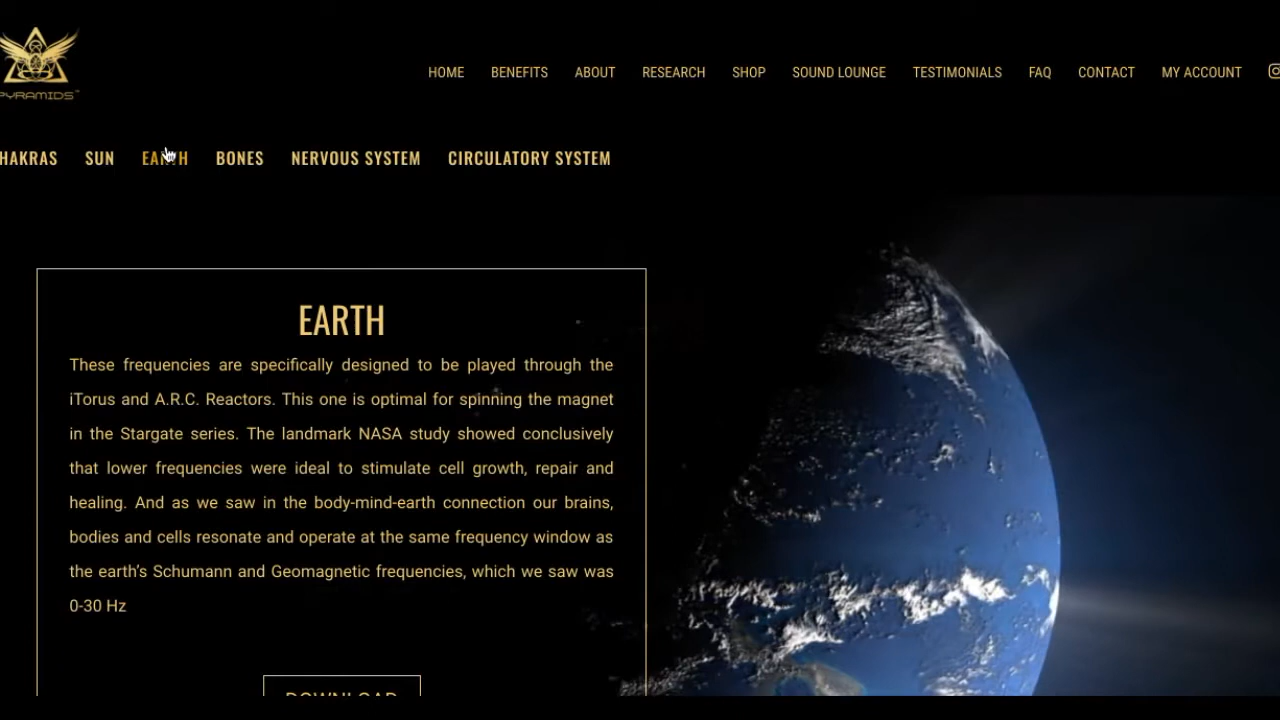 PYRAMIDS™
HOME BENEFITS ABOUT RESEARCH SHOP SOUND LOUNGE TESTIMONIALS FAQ CONTACT MY ACCOUNT
HAKRAS SUN EARTH BONES NERVOUS SYSTEM CIRCULATORY SYSTEM
EARTH
These frequencies are specifically designed to be played through the
iTorus and A.R.C. Reactors. This one is optimal for spinning the magnet
in the Stargate series. The landmark NASA study showed conclusively
that lower frequencies were ideal to stimulate cell growth, repair and
healing. And as we saw in the body-mind-earth connection our brains,
bodies and cells resonate and operate at the same frequency window as
the earth’s Schumann and Geomagnetic frequencies, which we saw was
0-30 Hz
DOWNLOAD